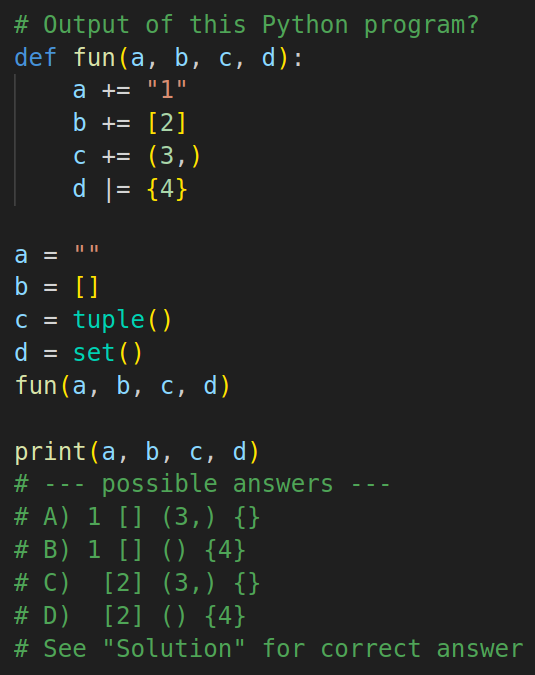 # Output of this Python program?
def fun(a, b, c, d):
    a += "1"
    b += [2]
    c += (3,)
    d |= {4}

a = ""
b = []
c = tuple()
d = set()
fun(a, b, c, d)

print(a, b, c, d)
# --- possible answers ---
# A) 1 [] (3,) {}
# B) 1 [] () {4}
# C)  [2] (3,) {}
# D)  [2] () {4}
# See "Solution" for correct answer